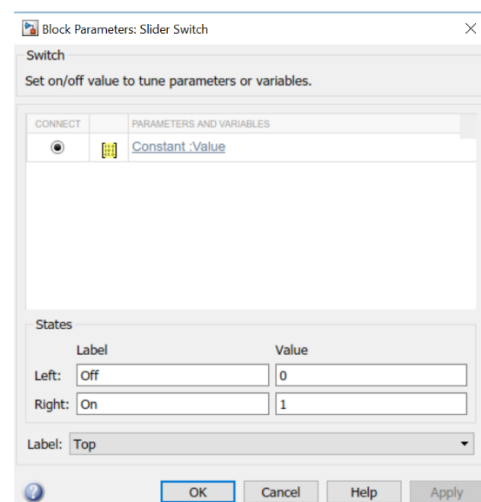 Block Parameters: Slider Switch
Switch
Set on/off value to tune parameters or variables.
CONNECT PARAMETERS AND VARIABLES
Constant :Value
States
Label Value
Left: Off 0
Right: On 1
Label: Top
OK Cancel Help Apply